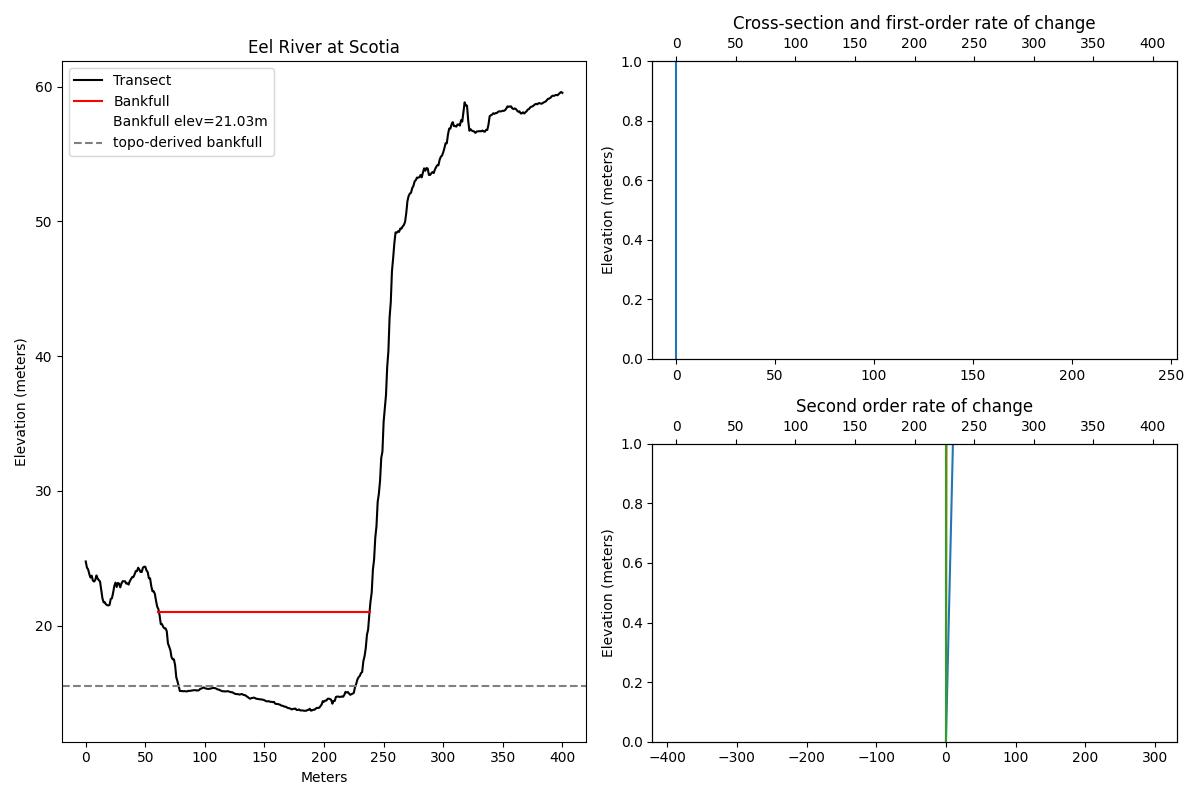 Eel River at Scotia
Transect
Bankfull
Bankfull elev=21.03m
topo-derived bankfull
60
50
40
30
20
Elevation (meters)
0 50 100 150 200 250 300 350 400
Meters
Cross-section and first-order rate of change
0 50 100 150 200 250 300 350 400
1.0
0.8
0.6
0.4
0.2
0.0
Elevation (meters)
0 50 100 150 200 250
Second order rate of change
0 50 100 150 200 250 300 350 400
1.0
0.8
0.6
0.4
0.2
0.0
Elevation (meters)
−400 −300 −200 −100 0 100 200 300